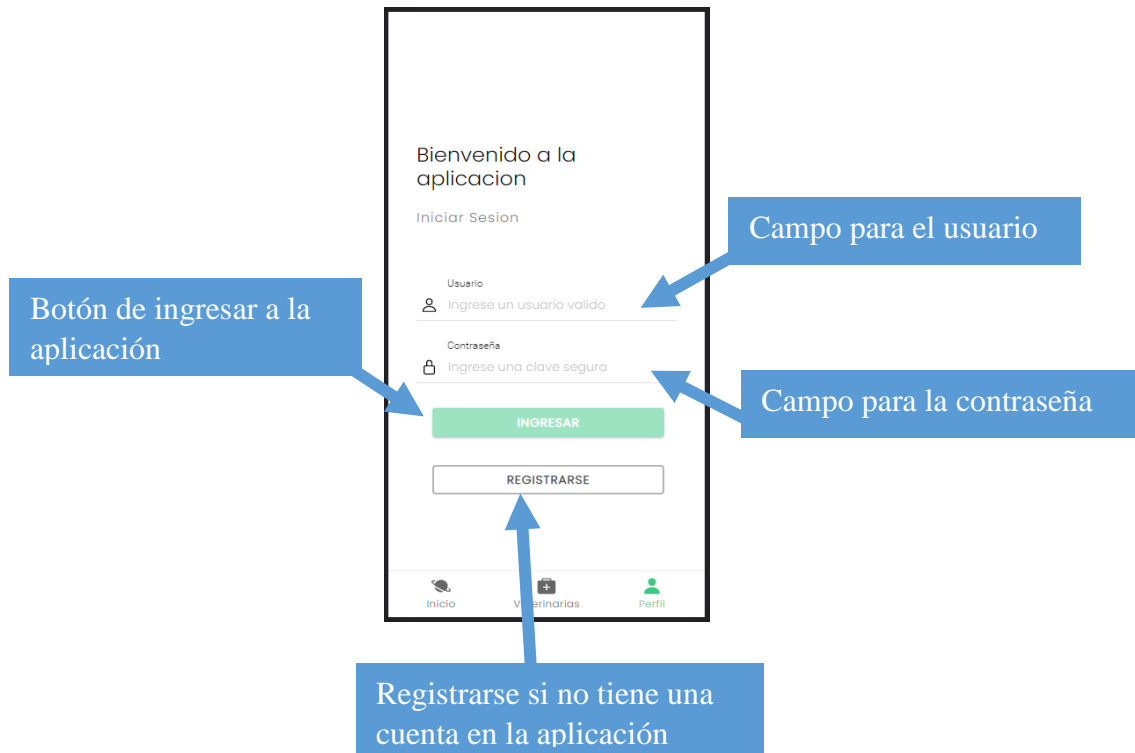 Bienvenido a la
aplicacion
Iniciar Sesion
Campo para el usuario
Usuario
Ingrese un usuario valido
Botón de ingresar a la
aplicación
Contraseña
Ingrese una clave segura
Campo para la contraseña
INGRESAR
REGISTRARSE
Inicio
Veterinarias
Perfil
Registrarse si no tiene una
cuenta en la aplicación